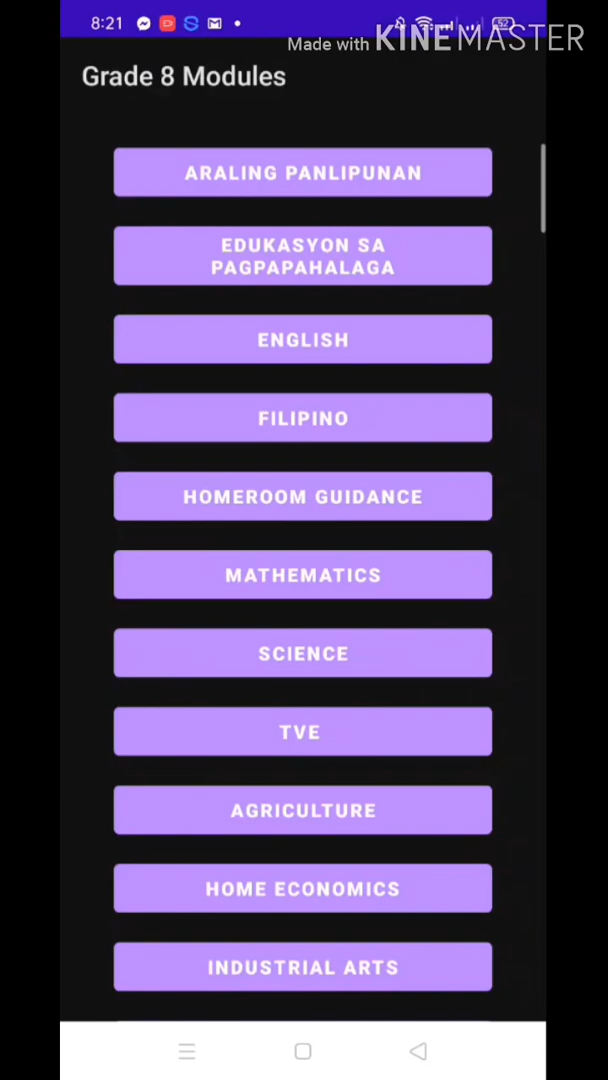 8:21
52
Made with KINEMASTER
Grade 8 Modules
ARALING PANLIPUNAN
EDUKASYON SA
PAGPAPAHALAGA
ENGLISH
FILIPINO
HOMEROOM GUIDANCE
MATHEMATICS
SCIENCE
TVE
AGRICULTURE
HOME ECONOMICS
INDUSTRIAL ARTS